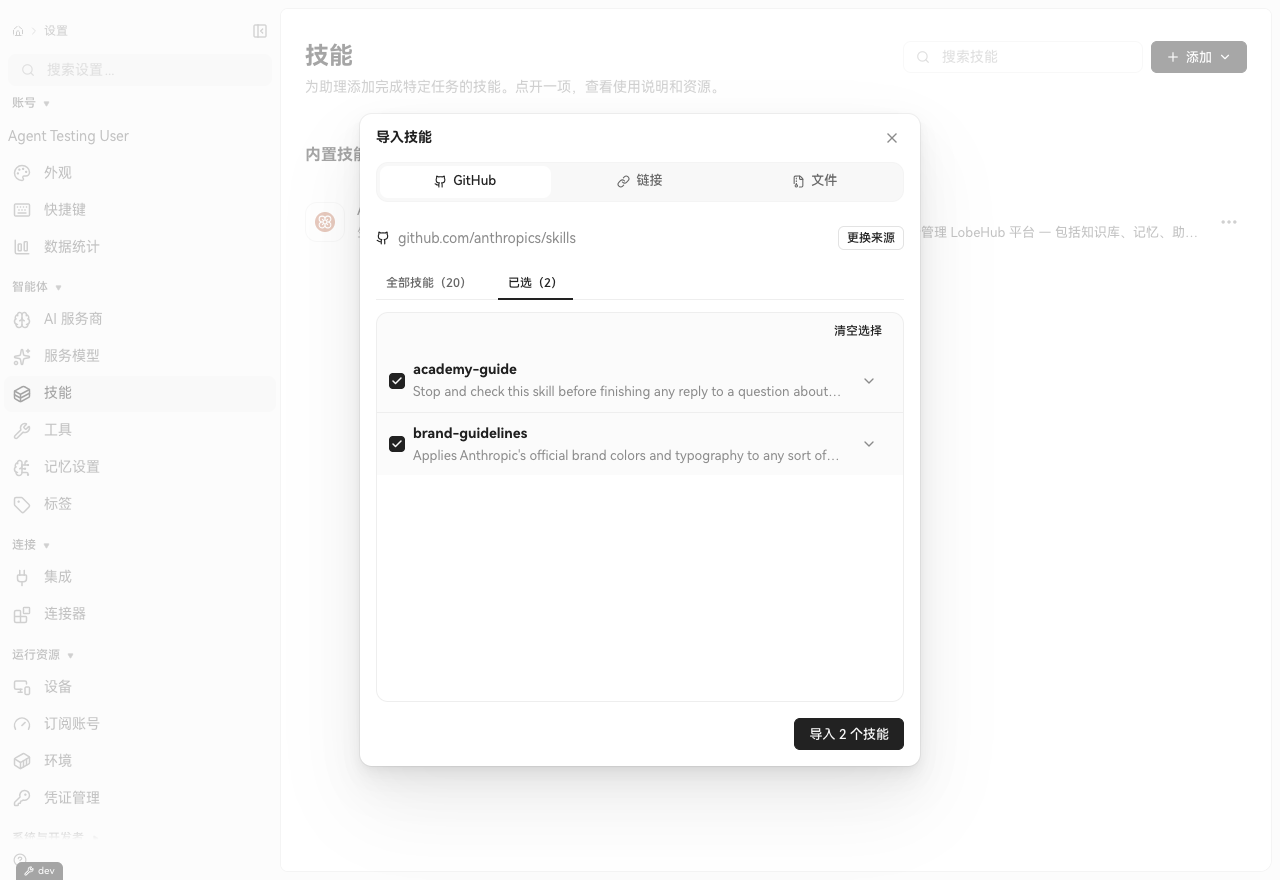 设置
搜索设置...
账号
Agent Testing User
外观
快捷键
数据统计
智能体
AI 服务商
服务模型
技能
工具
记忆设置
标签
连接
集成
连接器
运行资源
设备
订阅账号
环境
凭证管理
系统与开发者
dev
技能
搜索技能
添加
为助理添加完成特定任务的技能。点开一项，查看使用说明和资源。
内置技能
管理 LobeHub 平台 — 包括知识库、记忆、助...
导入技能
GitHub
链接
文件
github.com/anthropics/skills
更换来源
全部技能（20）
已选（2）
清空选择
academy-guide
Stop and check this skill before finishing any reply to a question about...
brand-guidelines
Applies Anthropic's official brand colors and typography to any sort of...
导入 2 个技能